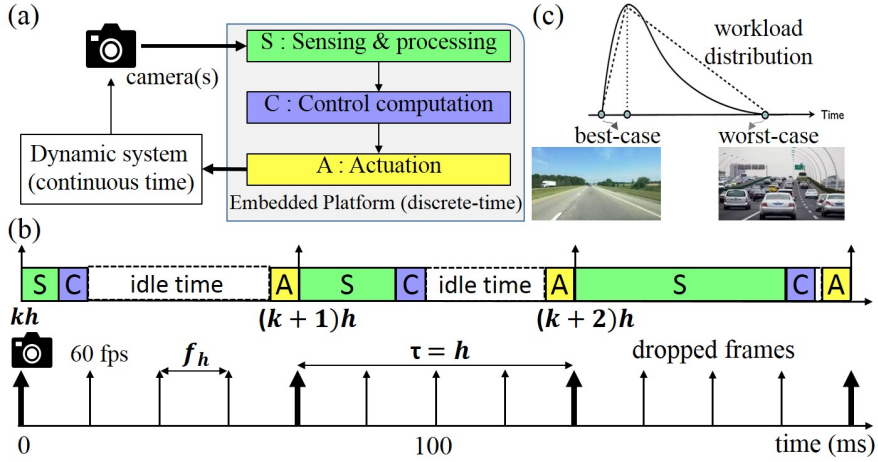 (a)
camera(s)
Dynamic system
(continuous time)
S : Sensing & processing
C : Control computation
A : Actuation
Embedded Platform (discrete-time)
(c)
workload
distribution
Time
best-case
worst-case
(b)
S C idle time A S C idle time A S C A
kh (k + 1)h (k + 2)h
60 fps f_h τ = h dropped frames
0 100 time (ms)